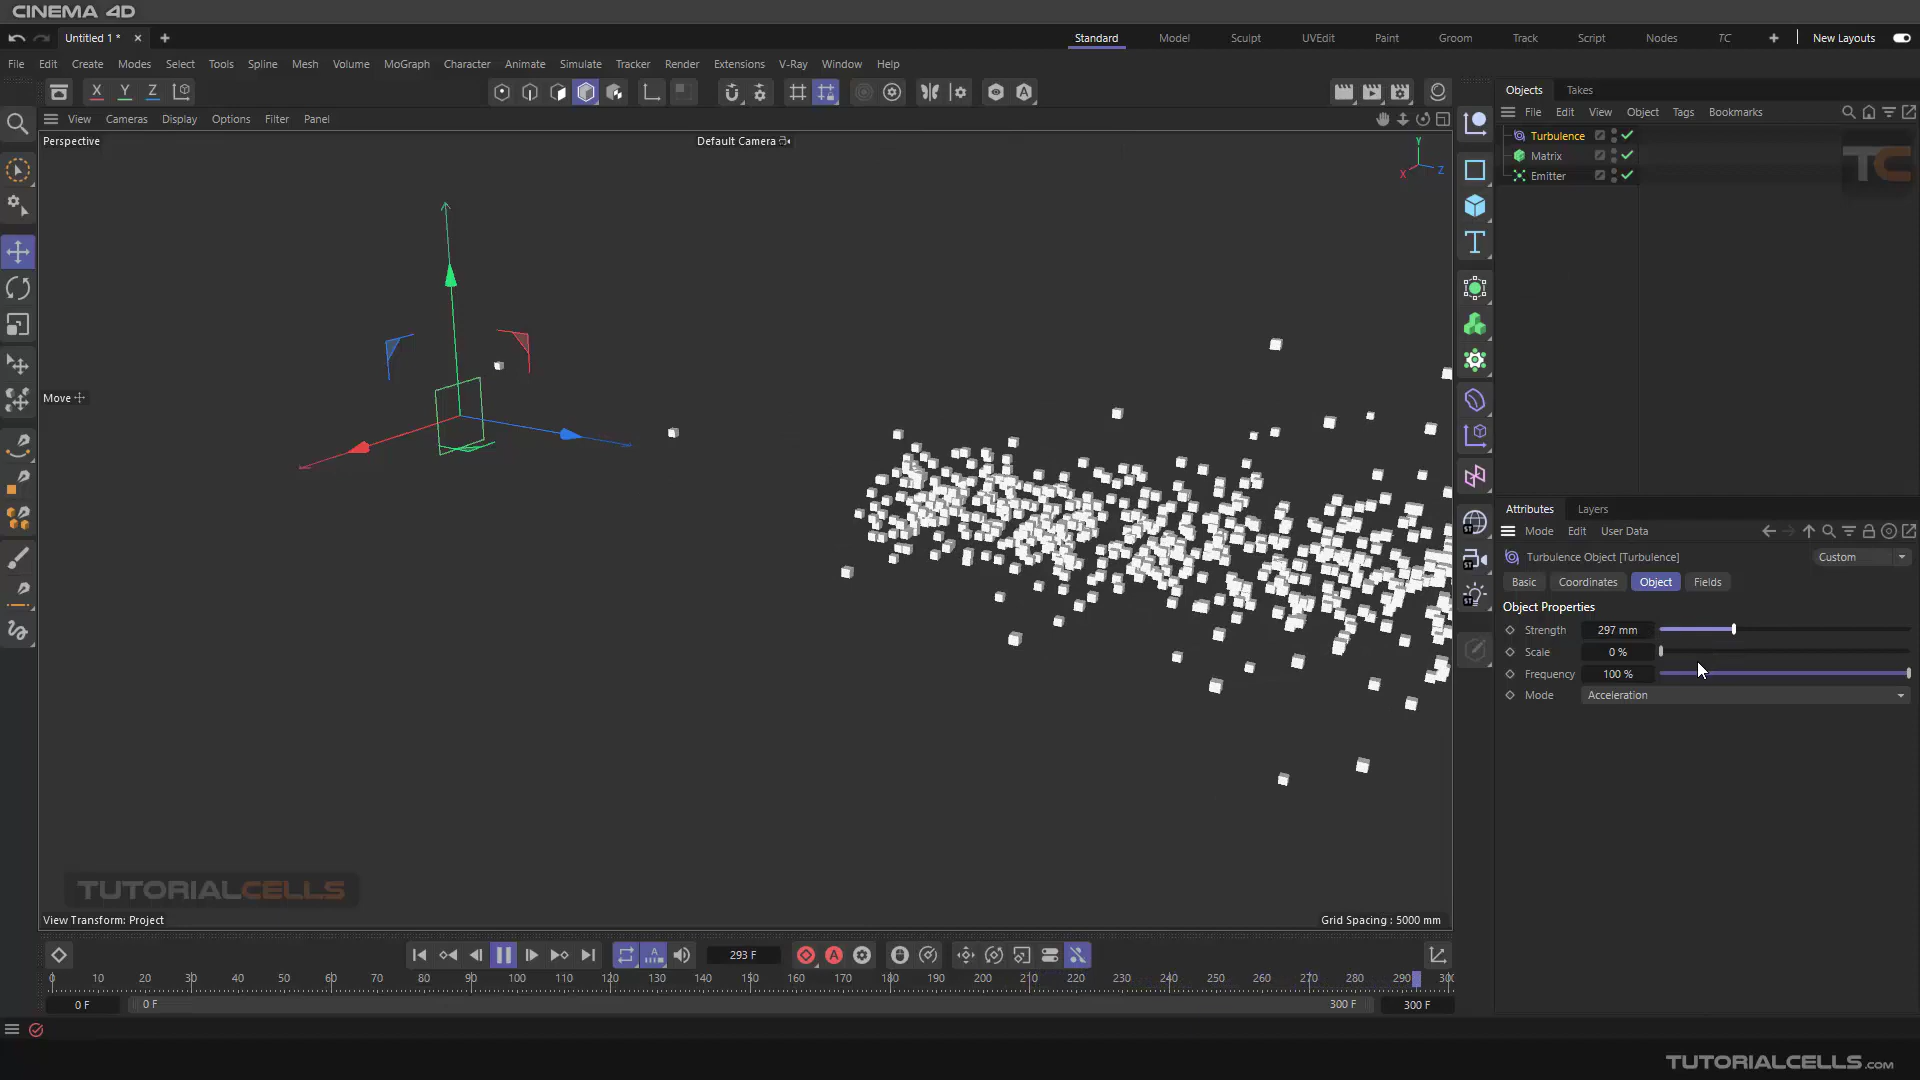 CINEMA 4D
Untitled 1 *
Standard Model Sculpt UVEdit Paint Groom Track Script Nodes TC New Layouts
File Edit Create Modes Select Tools Spline Mesh Volume MoGraph Character Animate Simulate Tracker Render Extensions V-Ray Window Help
X Y Z
Objects Takes
View Cameras Display Options Filter Panel
File Edit View Object Tags Bookmarks
Perspective
Default Camera
Y
X
Z
Turbulence
Matrix
Emitter
TC
Move
Attributes Layers
Mode Edit User Data
Turbulence Object [Turbulence]
Custom
Basic Coordinates Object Fields
Object Properties
Strength 297 mm
Scale 0 %
Frequency 100 %
Mode Acceleration
ST
ST
ST
TUTORIALCELLS
View Transform: Project
Grid Spacing : 5000 mm
293 F
0 10 20 30 40 50 60 70 80 90 100 110 120 130 140 150 160 170 180 190 200 210 220 230 240 250 260 270 280 290 300
0 F 0 F 300 F 300 F
TUTORIALCELLS.COM